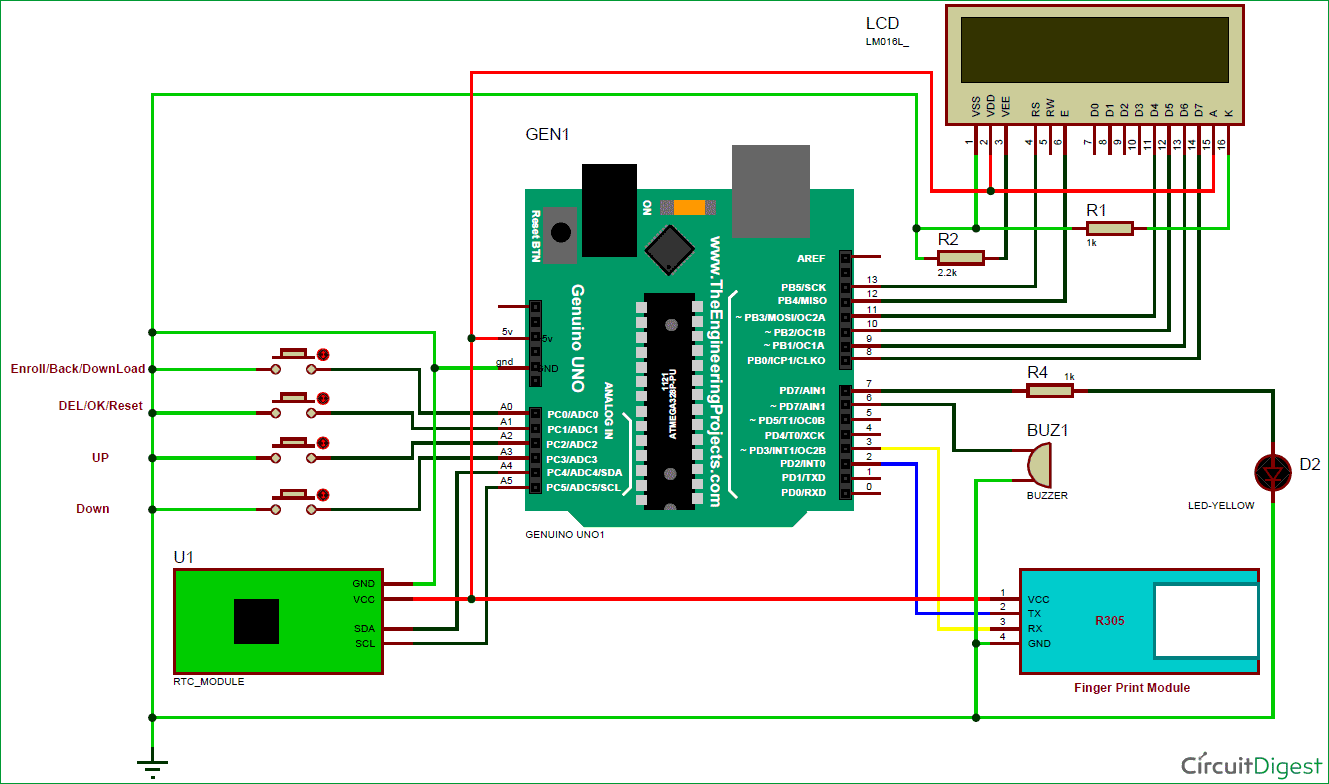 LCD
LM016L_
VSS
VDD
VEE
RS
RW
E
D0
D1
D2
D3
D4
D5
D6
D7
A
K
1
2
3
4
5
6
7
8
9
10
11
12
13
14
15
16
GEN1
R1
1k
R2
2.2k
Reset BTN
ON
www.TheEngineeringProjects.com
Genuino UNO
ANALOG IN
1121
ATMEGA328P-PU
5v
5v
gnd
GND
AREF
PB5/SCK
13
PB4/MISO
12
~ PB3/MOSI/OC2A
11
~ PB2/OC1B
10
~ PB1/OC1A
9
PB0/ICP1/CLKO
8
PD7/AIN1
7
~ PD7/AIN1
6
~ PD5/T1/OC0B
5
PD4/T0/XCK
4
~ PD3/INT1/OC2B
3
PD2/INT0
2
PD1/TXD
1
PD0/RXD
0
A0
PC0/ADC0
A1
PC1/ADC1
A2
PC2/ADC2
A3
PC3/ADC3
A4
PC4/ADC4/SDA
A5
PC5/ADC5/SCL
GENUINO UNO1
Enroll/Back/DownLoad
DEL/OK/Reset
UP
Down
R4
1k
BUZ1
BUZZER
D2
LED-YELLOW
U1
GND
VCC
SDA
SCL
RTC_MODULE
1
VCC
2
TX
3
RX
4
GND
R305
Finger Print Module
CircuitDigest